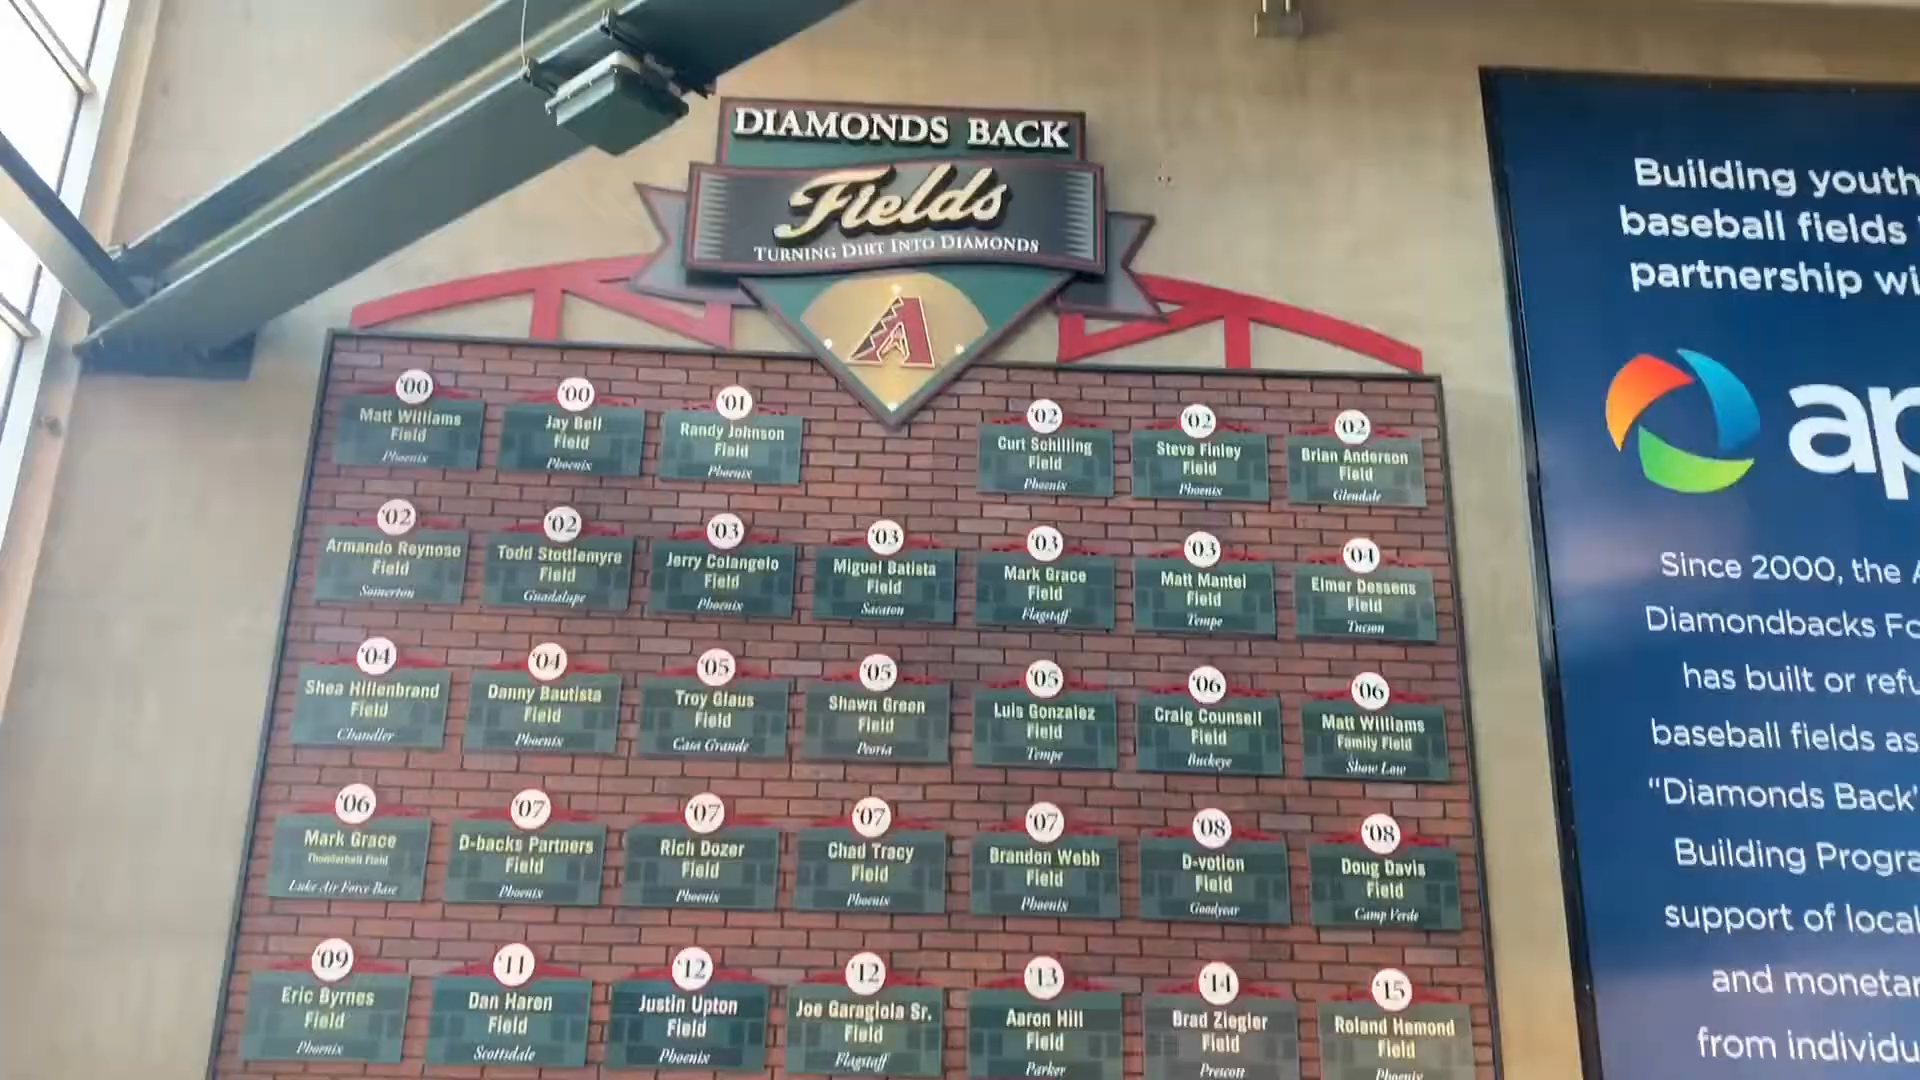 DIAMONDS BACK
Fields
TURNING DIRT INTO DIAMONDS
A
'00
Matt Williams
Field
Phoenix
'00
Jay Bell
Field
Phoenix
'01
Randy Johnson
Field
Phoenix
'02
Curt Schilling
Field
Phoenix
'02
Steve Finley
Field
Phoenix
'02
Brian Anderson
Field
Glendale
'02
Armando Reynoso
Field
Somerton
'02
Todd Stottlemyre
Field
Guadalupe
'03
Jerry Colangelo
Field
Phoenix
'03
Miguel Batista
Field
Sacaton
'03
Mark Grace
Field
Flagstaff
'03
Matt Mantel
Field
Tempe
'04
Elmer Dessens
Field
Tucson
'04
Shea Hillenbrand
Field
Chandler
'04
Danny Bautista
Field
Phoenix
'05
Troy Glaus
Field
Casa Grande
'05
Shawn Green
Field
Peoria
'05
Luis Gonzalez
Field
Tempe
'06
Craig Counsell
Field
Buckeye
'06
Matt Williams
Family Field
Show Low
'06
Mark Grace
Thunderbolt Field
Luke Air Force Base
'07
D-backs Partners
Field
Phoenix
'07
Rich Dozer
Field
Phoenix
'07
Chad Tracy
Field
Phoenix
'07
Brandon Webb
Field
Phoenix
'08
D-votion
Field
Goodyear
'08
Doug Davis
Field
Camp Verde
'09
Eric Byrnes
Field
Phoenix
'11
Dan Haren
Field
Scottsdale
'12
Justin Upton
Field
Phoenix
'12
Joe Garagiola Sr.
Field
Flagstaff
'13
Aaron Hill
Field
Parker
'14
Brad Ziegler
Field
Prescott
'15
Roland Hemond
Field
Phoenix
Building youth
baseball fields
partnership wi
ap
Since 2000, the A
Diamondbacks Fo
has built or refu
baseball fields as
"Diamonds Back"
Building Progra
support of local
and monetar
from individu